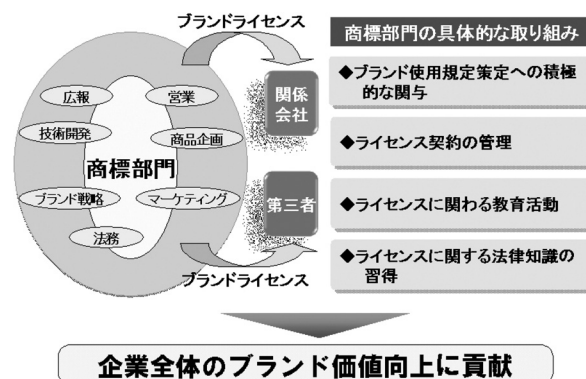 ブランドライセンス
広報
営業
技術開発
商品企画
商標部門
ブランド戦略
マーケティング
法務
関係
会社
第三者
ブランドライセンス
商標部門の具体的な取り組み
◆ブランド使用規定策定への積極
的な関与
◆ライセンス契約の管理
◆ライセンスに関わる教育活動
◆ライセンスに関する法律知識の
習得
企業全体のブランド価値向上に貢献